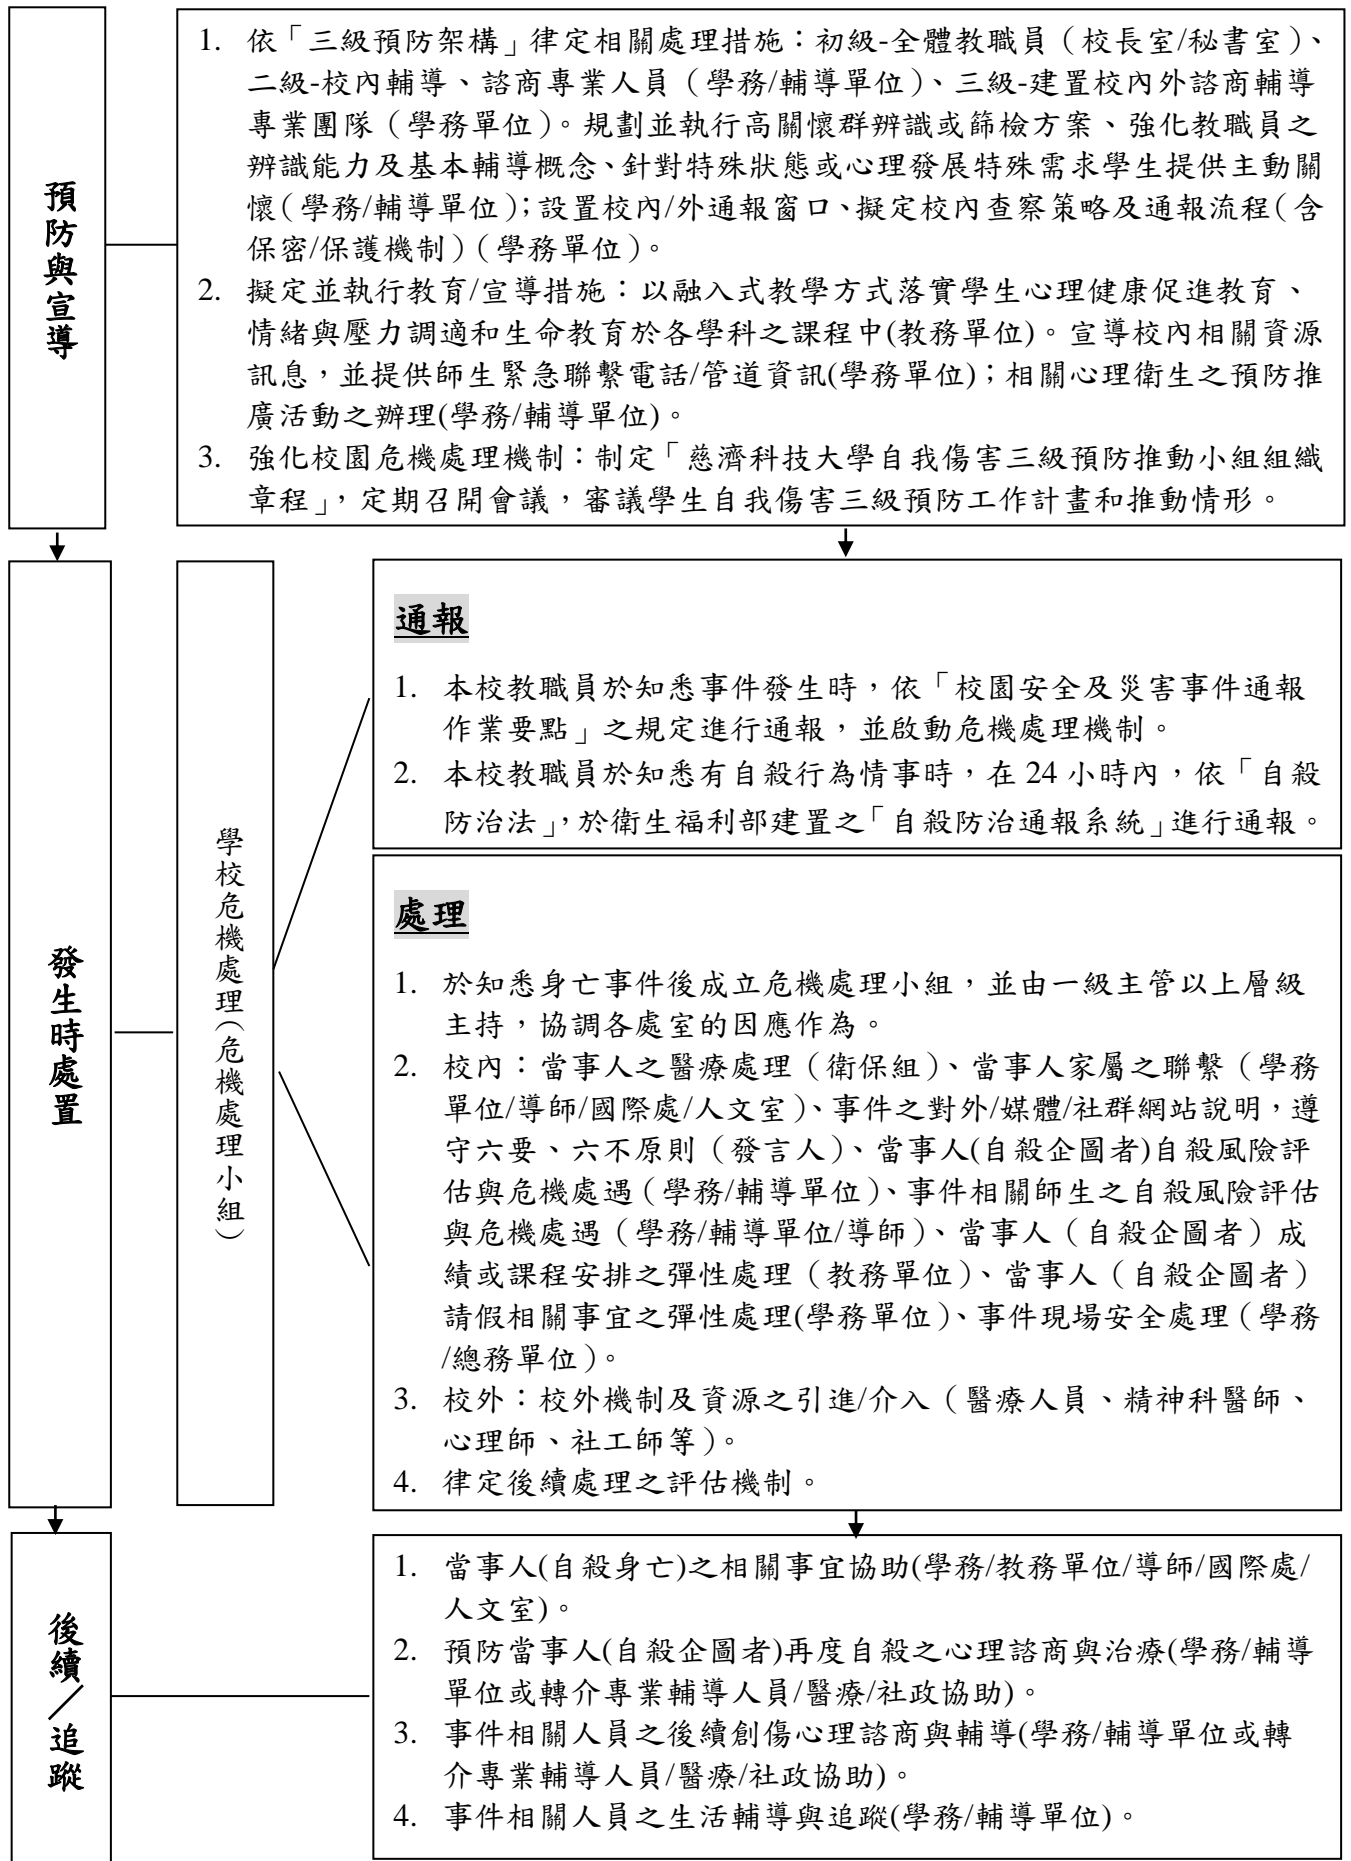 預防與宣導
1. 依「三級預防架構」律定相關處理措施：初級-全體教職員（校長室/秘書室）、
二級-校內輔導、諮商專業人員（學務/輔導單位）、三級-建置校內外諮商輔導
專業團隊（學務單位）。規劃並執行高關懷群辨識或篩檢方案、強化教職員之
辨識能力及基本輔導概念、針對特殊狀態或心理發展特殊需求學生提供主動關
懷（學務/輔導單位）；設置校內/外通報窗口、擬定校內查察策略及通報流程（含
保密/保護機制）（學務單位）。
2. 擬定並執行教育/宣導措施：以融入式教學方式落實學生心理健康促進教育、
情緒與壓力調適和生命教育於各學科之課程中(教務單位)。宣導校內相關資源
訊息，並提供師生緊急聯繫電話/管道資訊(學務單位)；相關心理衛生之預防推
廣活動之辦理(學務/輔導單位)。
3. 強化校園危機處理機制：制定「慈濟科技大學自我傷害三級預防推動小組組織
章程」，定期召開會議，審議學生自我傷害三級預防工作計畫和推動情形。
發生時處置
學校危機處理（危機處理小組）
通報
1. 本校教職員於知悉事件發生時，依「校園安全及災害事件通報
作業要點」之規定進行通報，並啟動危機處理機制。
2. 本校教職員於知悉有自殺行為情事時，在 24 小時內，依「自殺
防治法」，於衛生福利部建置之「自殺防治通報系統」進行通報。
處理
1. 於知悉身亡事件後成立危機處理小組，並由一級主管以上層級
主持，協調各處室的因應作為。
2. 校內：當事人之醫療處理（衛保組）、當事人家屬之聯繫（學務
單位/導師/國際處/人文室）、事件之對外/媒體/社群網站說明，遵
守六要、六不原則（發言人）、當事人(自殺企圖者)自殺風險評
估與危機處遇（學務/輔導單位）、事件相關師生之自殺風險評估
與危機處遇（學務/輔導單位/導師）、當事人（自殺企圖者）成
績或課程安排之彈性處理（教務單位）、當事人（自殺企圖者）
請假相關事宜之彈性處理(學務單位）、事件現場安全處理（學務
/總務單位）。
3. 校外：校外機制及資源之引進/介入（醫療人員、精神科醫師、
心理師、社工師等）。
4. 律定後續處理之評估機制。
後續／追蹤
1. 當事人(自殺身亡)之相關事宜協助(學務/教務單位/導師/國際處/
人文室)。
2. 預防當事人(自殺企圖者)再度自殺之心理諮商與治療(學務/輔導
單位或轉介專業輔導人員/醫療/社政協助)。
3. 事件相關人員之後續創傷心理諮商與輔導(學務/輔導單位或轉
介專業輔導人員/醫療/社政協助)。
4. 事件相關人員之生活輔導與追蹤(學務/輔導單位)。